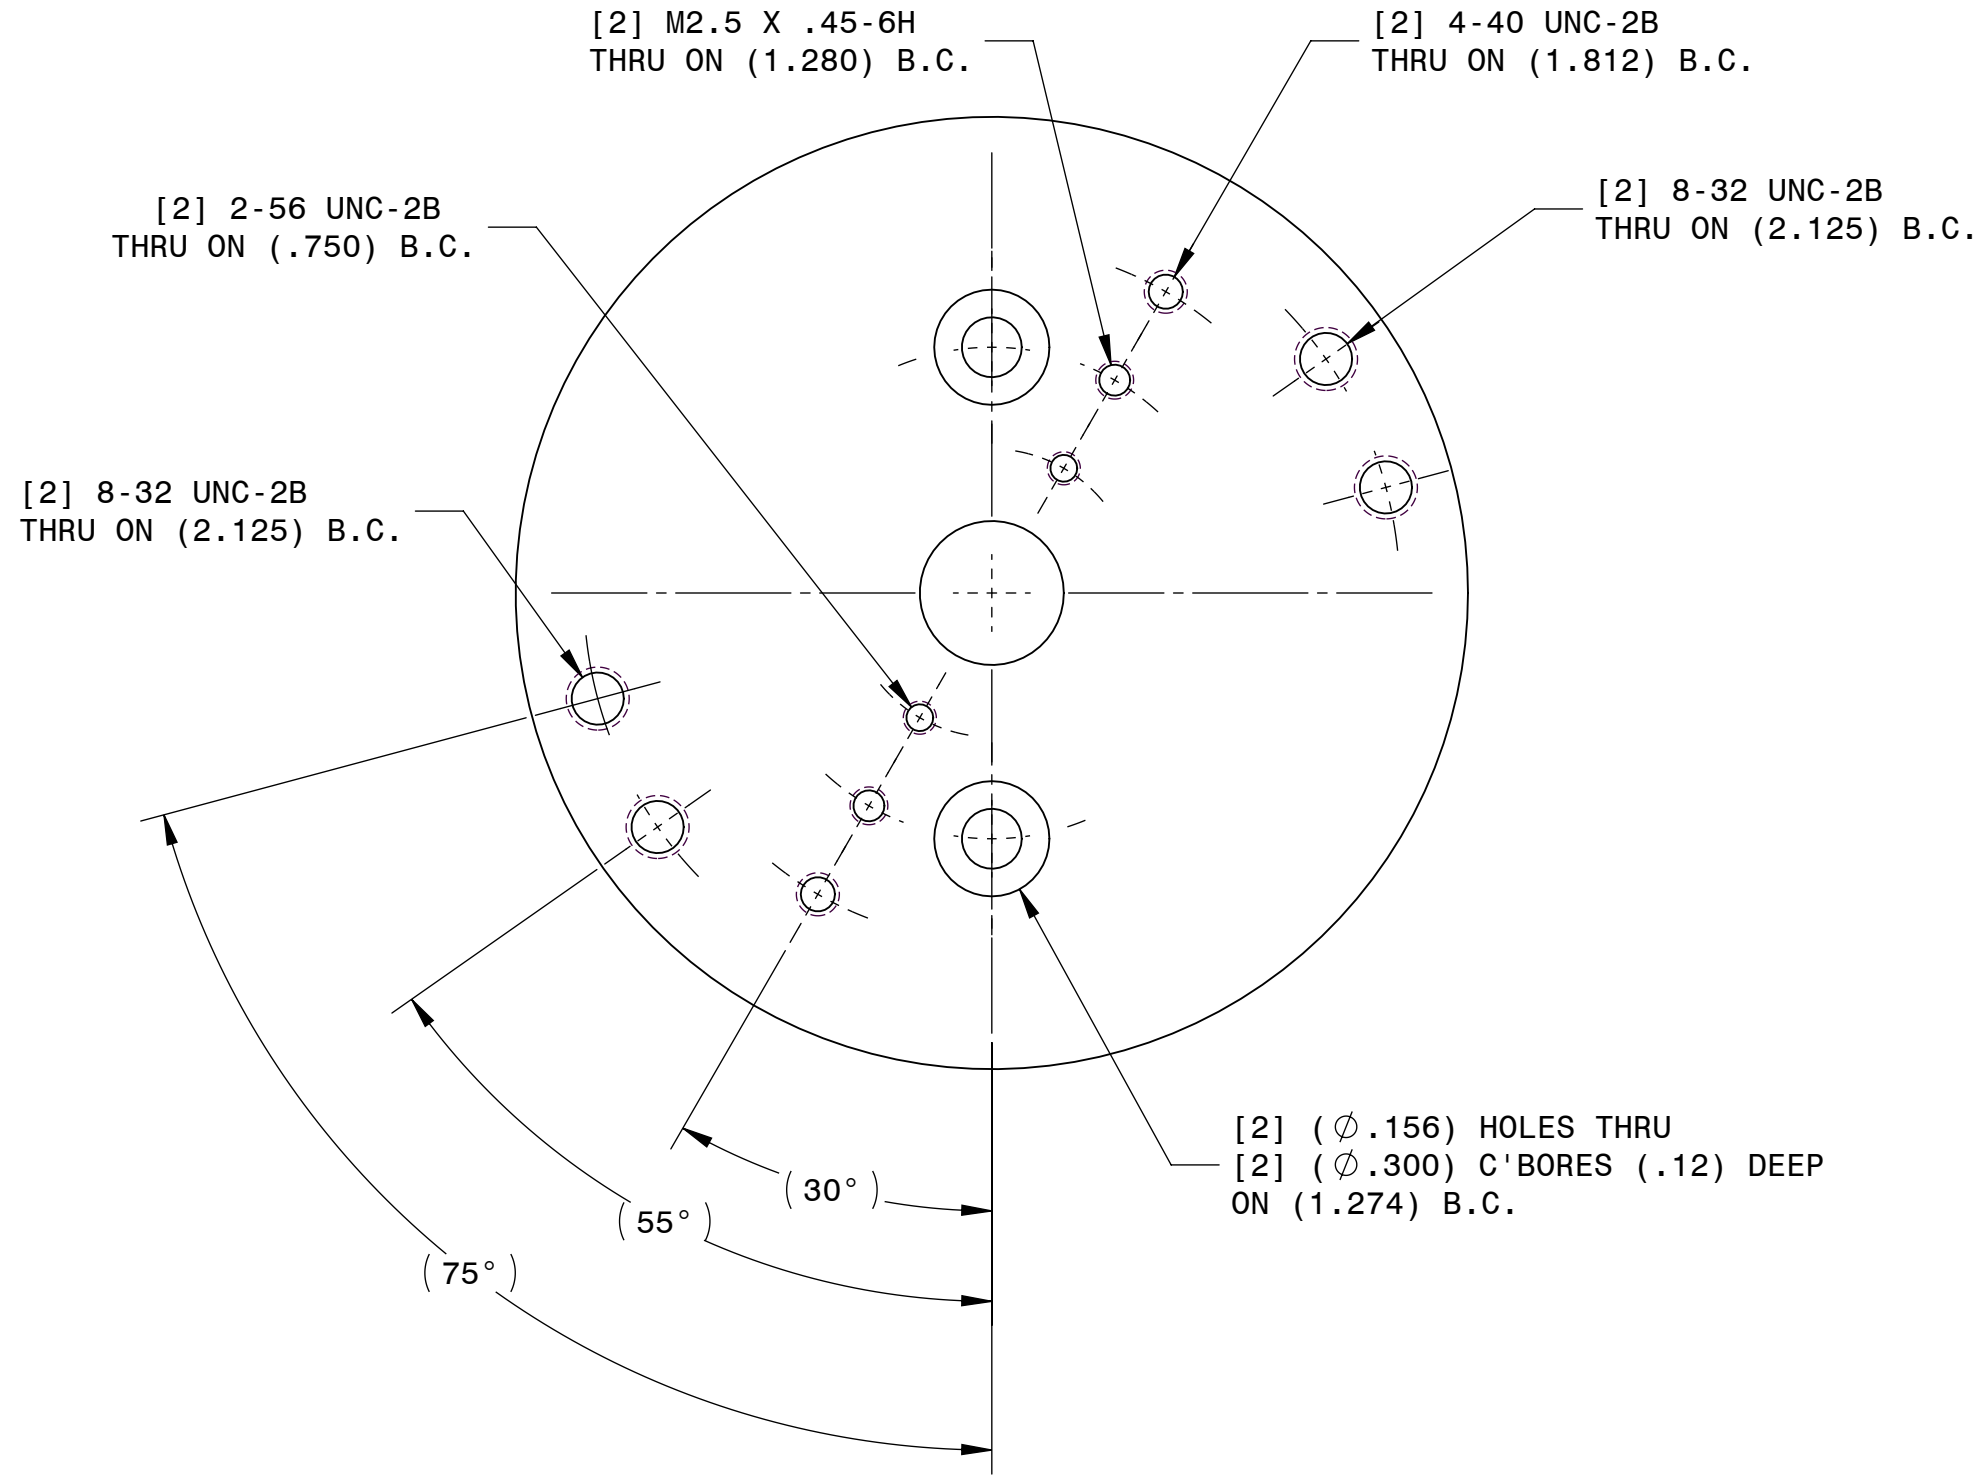 [2] M2.5 X .45-6H
THRU ON (1.280) B.C.
[2] 4-40 UNC-2B
THRU ON (1.812) B.C.
[2] 2-56 UNC-2B
THRU ON (.750) B.C.
[2] 8-32 UNC-2B
THRU ON (2.125) B.C.
[2] 8-32 UNC-2B
THRU ON (2.125) B.C.
[2] (∅.156) HOLES THRU
[2] (∅.300) C'BORES (.12) DEEP
ON (1.274) B.C.
(30°)
(55°)
(75°)